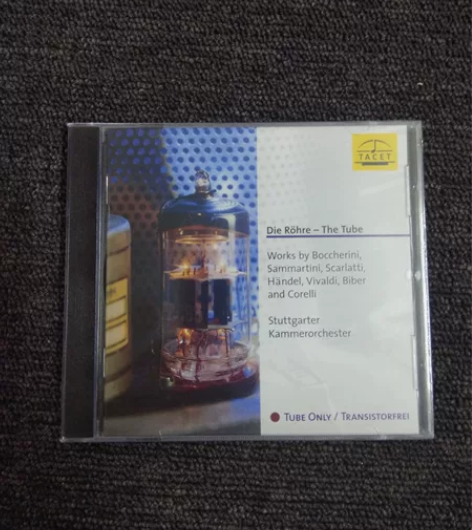 TACET
Die Röhre – The Tube
Works by Boccherini,
Sammartini, Scarlatti,
Händel, Vivaldi, Biber
and Corelli
Stuttgarter
Kammerorchester
TUBE ONLY / TRANSISTORFREI